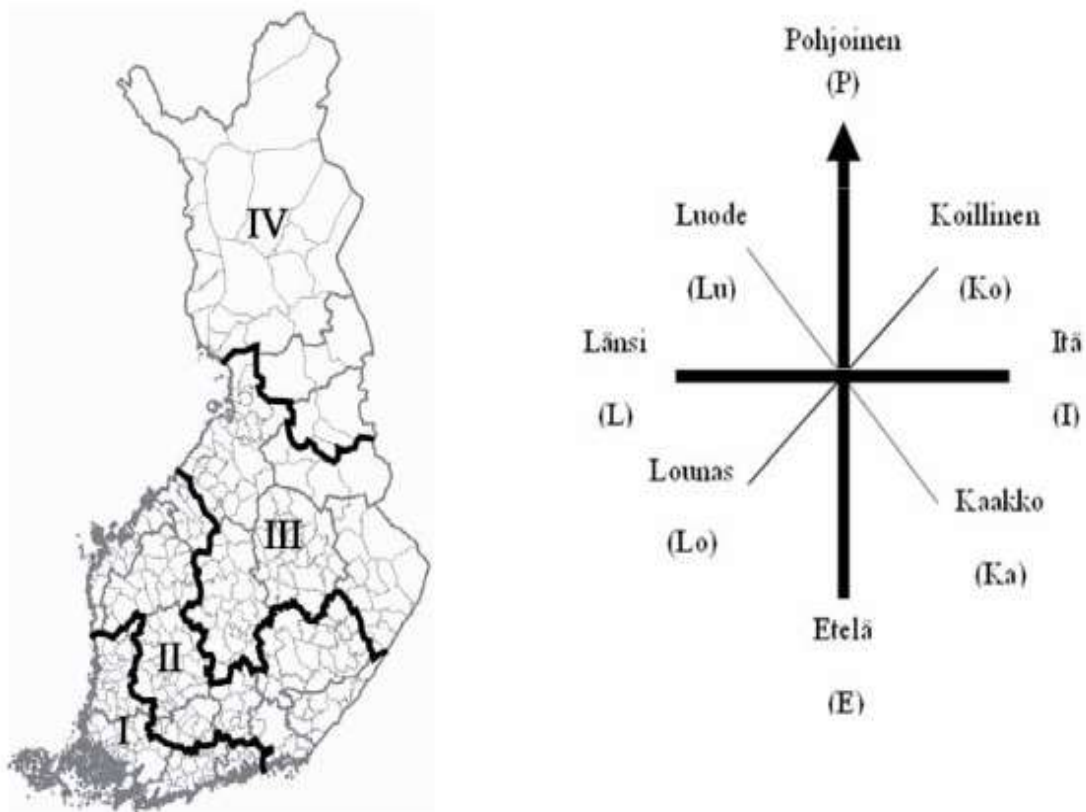 IV
III
II
I
Pohjoinen
(P)
Luode
Koillinen
(Lu)
(Ko)
Länsi
Itä
(L)
(I)
Lounas
Kaakko
(Lo)
(Ka)
Etelä
(E)